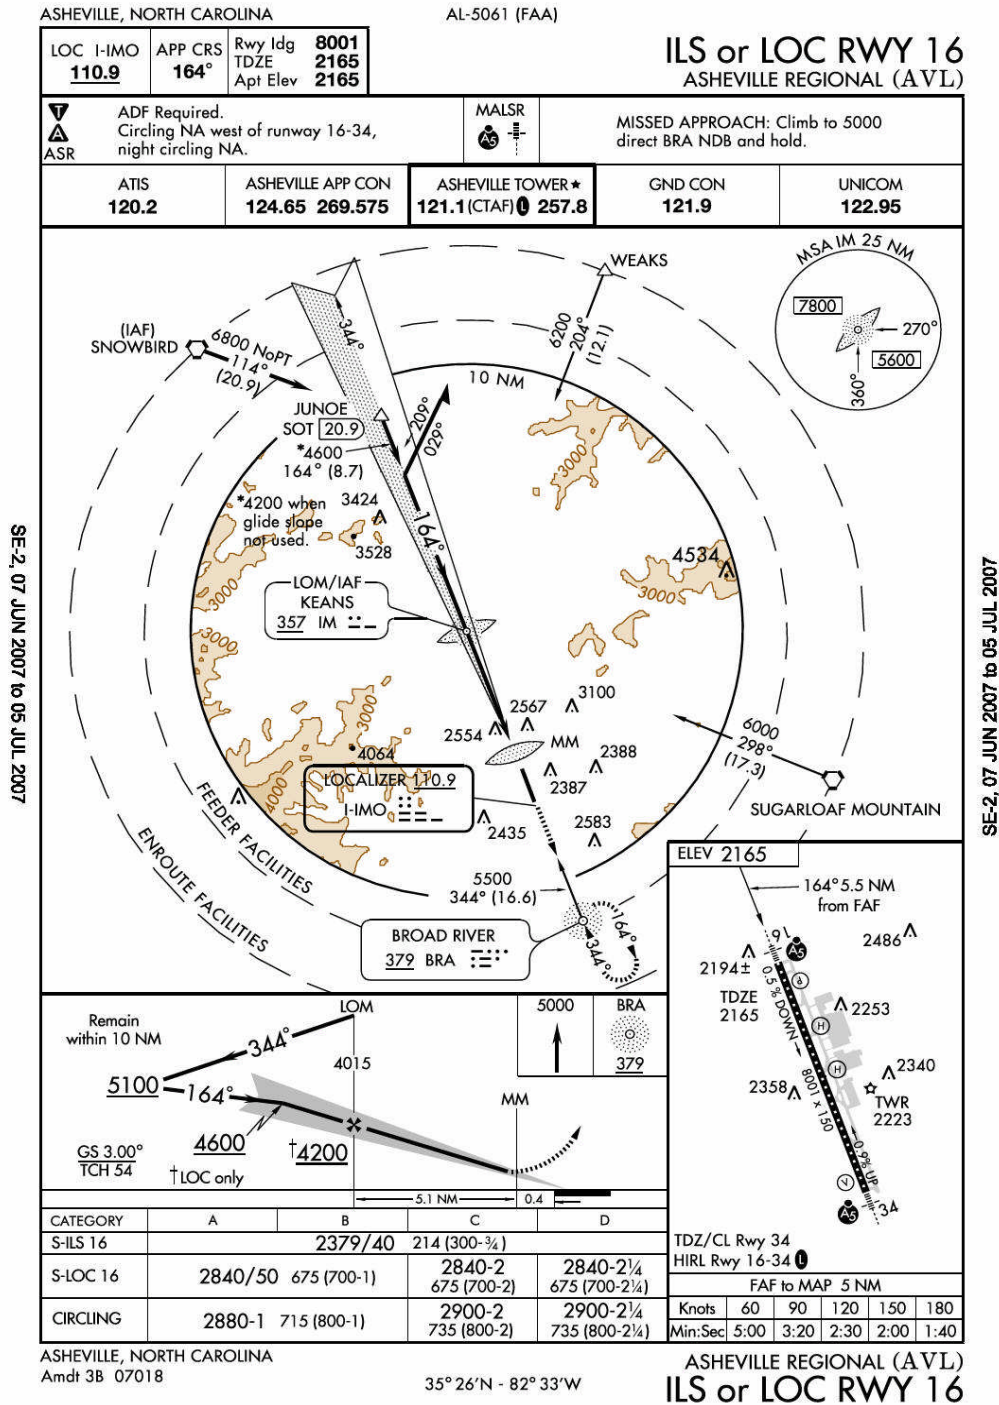 ASHEVILLE, NORTH CAROLINA
AL-5061 (FAA)
LOC I-IMO
110.9
APP CRS
164°
Rwy ldg 8001
TDZE 2165
Apt Elev 2165
ILS or LOC RWY 16
ASHEVILLE REGIONAL (AVL)
T
A
ASR
ADF Required.
Circling NA west of runway 16-34,
night circling NA.
MALSR
A5
MISSED APPROACH: Climb to 5000
direct BRA NDB and hold.
ATIS
120.2
ASHEVILLE APP CON
124.65 269.575
ASHEVILLE TOWER★
121.1 (CTAF) L 257.8
GND CON
121.9
UNICOM
122.95
WEAKS
6200
204°
(12.1)
MSA IM 25 NM
7800
270°
5600
360°
(IAF)
SNOWBIRD
6800 NoPT
114°
(20.9)
344°
10 NM
JUNOE
SOT 20.9
*4600
164° (8.7)
209°
029°
*4200 when
glide slope
not used.
3424
3528
164°
3000
4534
3000
3000
3000
LOM/IAF
KEANS
357 IM
3100
2567
2554
MM
2388
2387
3000
4064
4000
LOCALIZER 110.9
I-IMO
2435
2583
6000
298°
(17.3)
SUGARLOAF MOUNTAIN
FEEDER FACILITIES
ENROUTE FACILITIES
5500
344° (16.6)
BROAD RIVER
379 BRA
164°
344°
SE-2, 07 JUN 2007 to 05 JUL 2007
SE-2, 07 JUN 2007 to 05 JUL 2007
ELEV 2165
164° 5.5 NM
from FAF
2486
16
A5
2194±
P
TDZE
2165
0.5% DOWN
2253
H
H
2340
8001 x 150
2358
TWR
2223
0.9% UP
V
34
A5
TDZ/CL Rwy 34
HIRL Rwy 16-34 L
Remain
within 10 NM
LOM
344°
4015
5100
164°
MM
5000
BRA
379
4600
†4200
GS 3.00°
TCH 54
†LOC only
5.1 NM
0.4
CATEGORY A B C D
S-ILS 16 2379/40 214 (300-¾)
S-LOC 16 2840/50 675 (700-1) 2840-2 675 (700-2) 2840-2¼ 675 (700-2¼)
CIRCLING 2880-1 715 (800-1) 2900-2 735 (800-2) 2900-2¼ 735 (800-2¼)
FAF to MAP 5 NM
Knots 60 90 120 150 180
Min:Sec 5:00 3:20 2:30 2:00 1:40
ASHEVILLE, NORTH CAROLINA
Amdt 3B 07018
35° 26'N - 82° 33'W
ASHEVILLE REGIONAL (AVL)
ILS or LOC RWY 16